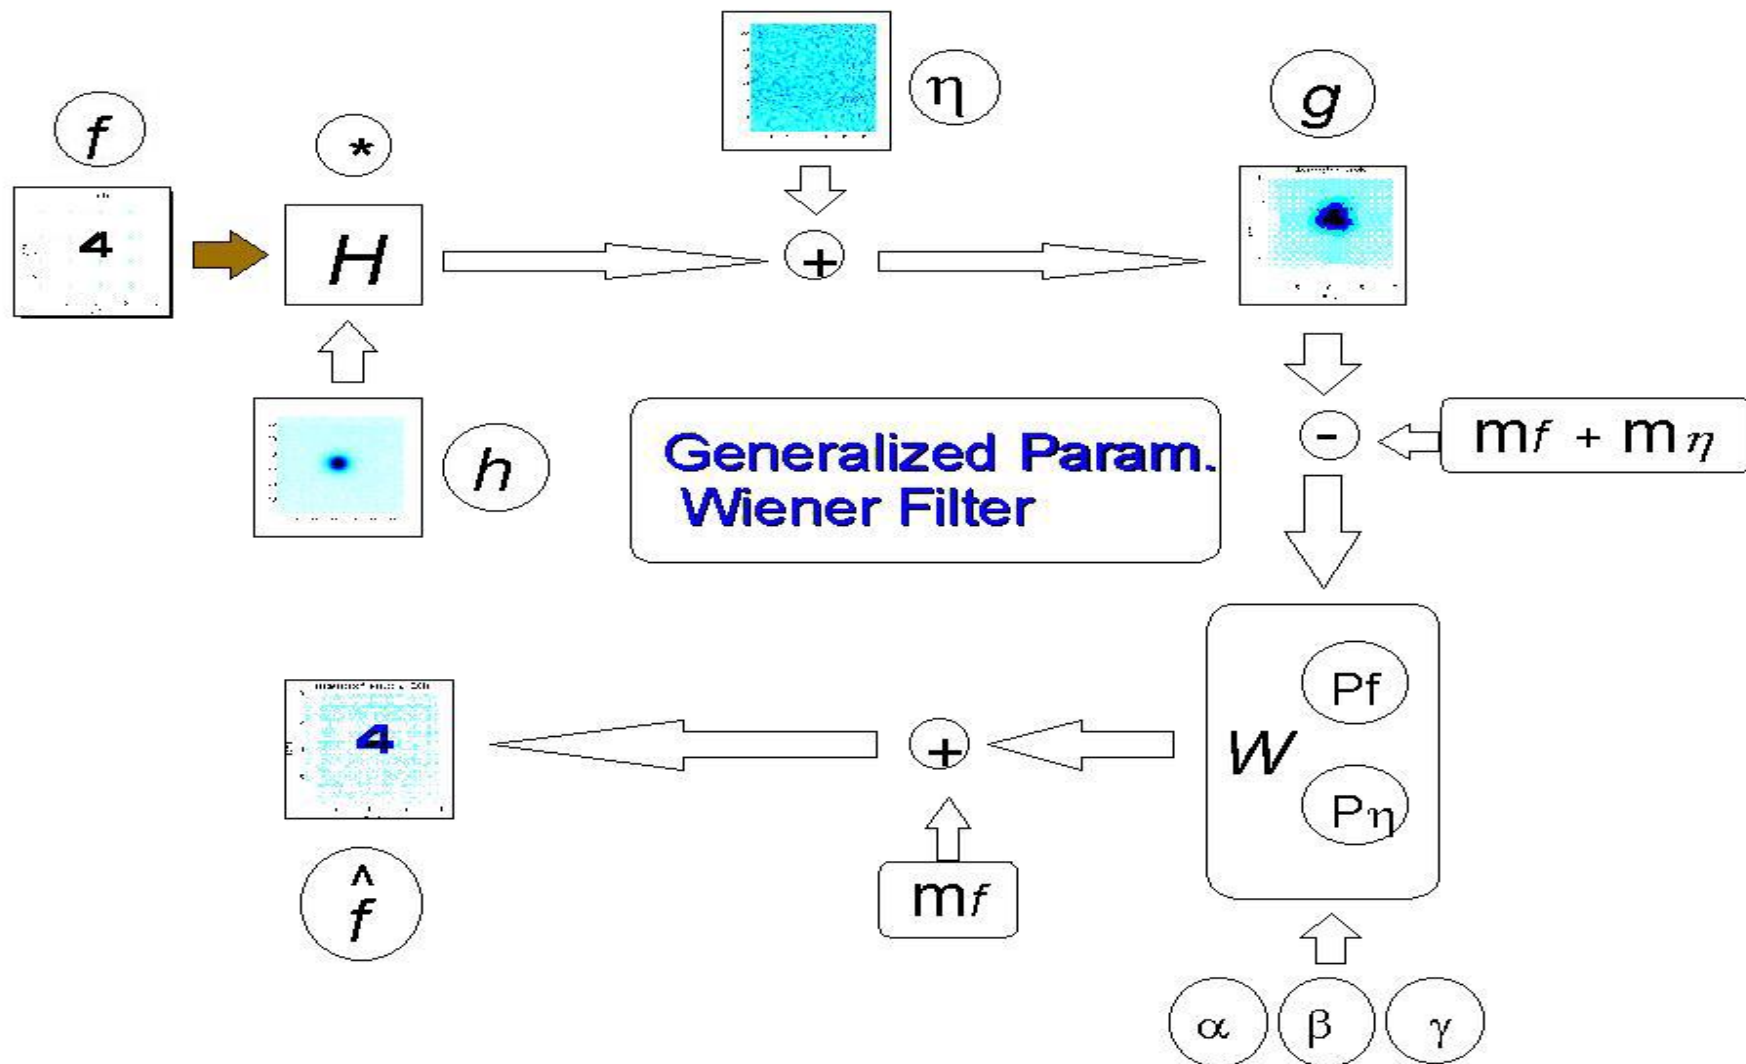 η
g
f
*
4
H
+
h
Generalized Param.
Wiener Filter
-
mf + mη
Pf
W
Pη
4
+
^
f
mf
α β γ